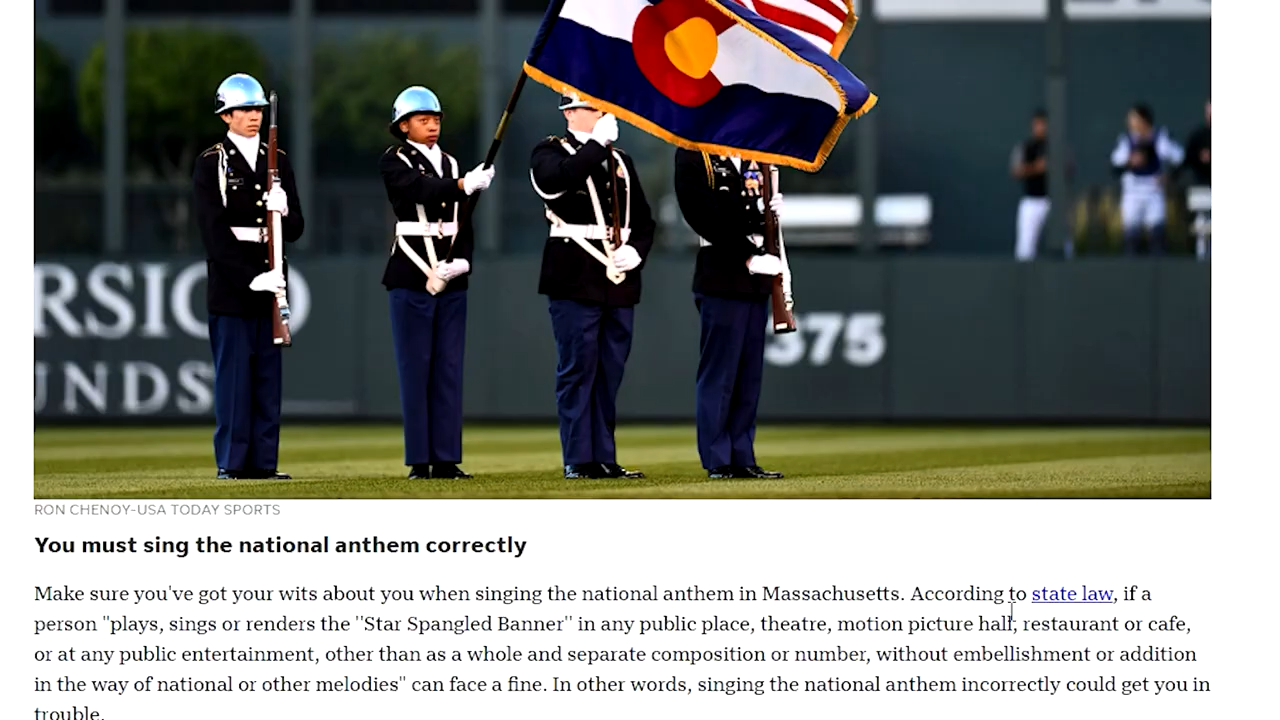 375
RON CHENOY-USA TODAY SPORTS
You must sing the national anthem correctly
Make sure you've got your wits about you when singing the national anthem in Massachusetts. According to state law, if a
person "plays, sings or renders the "Star Spangled Banner" in any public place, theatre, motion picture hall, restaurant or cafe,
or at any public entertainment, other than as a whole and separate composition or number, without embellishment or addition
in the way of national or other melodies" can face a fine. In other words, singing the national anthem incorrectly could get you in
trouble.